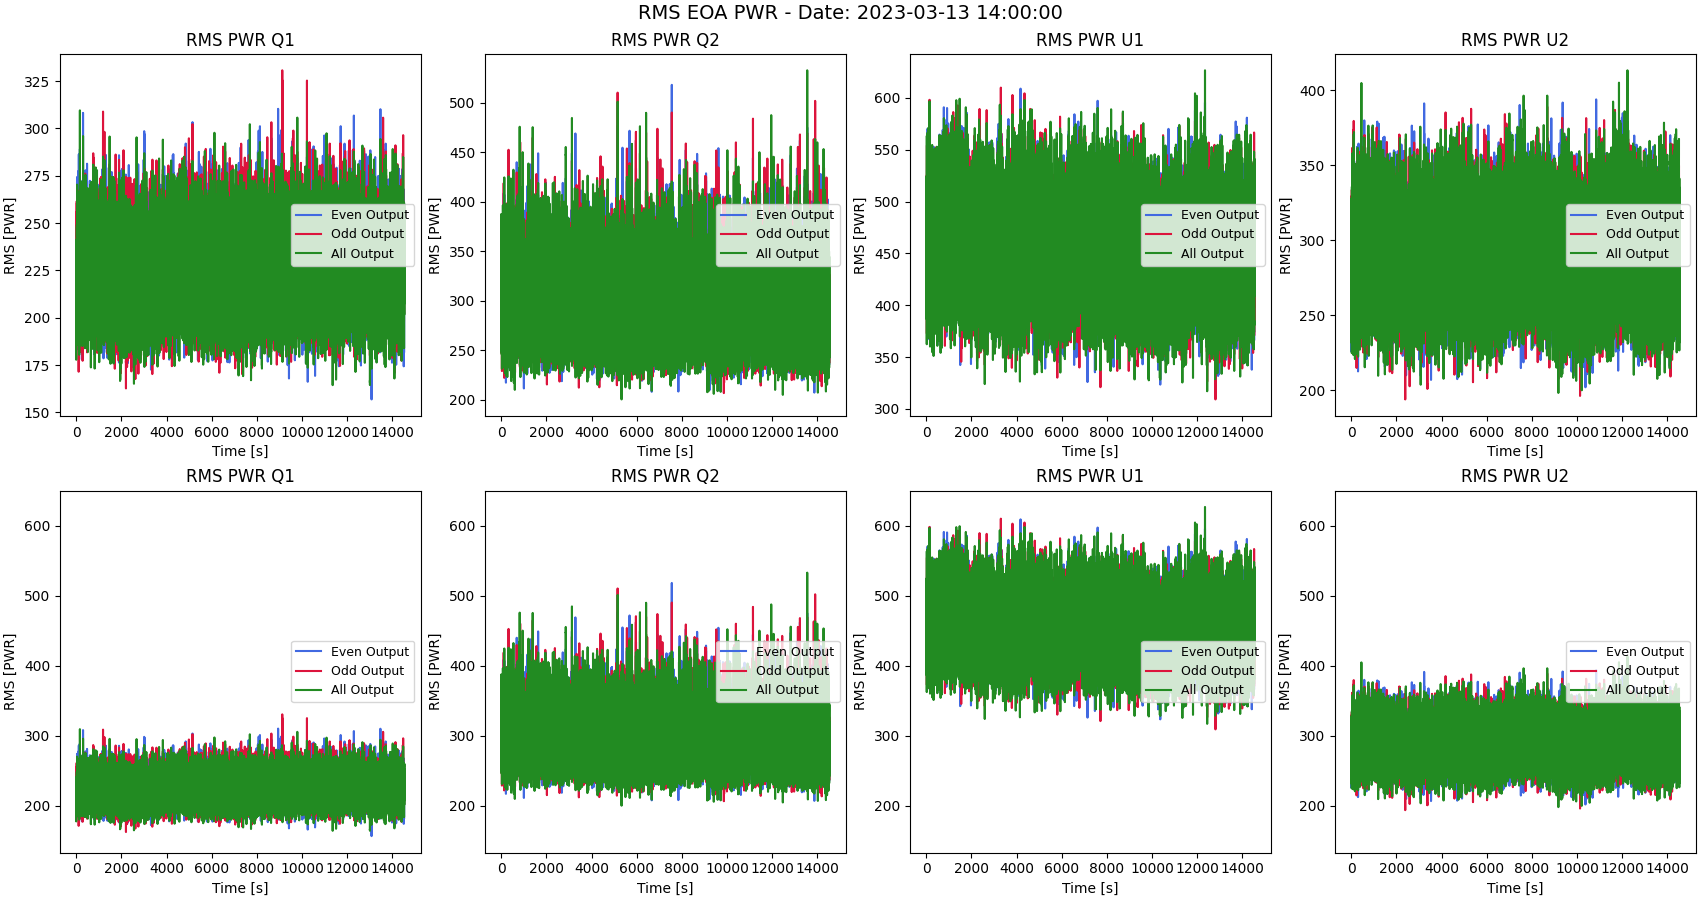 RMS EOA PWR - Date: 2023-03-13 14:00:00
RMS PWR Q1
RMS [PWR]
325
300
275
250
225
200
175
150
0 2000 4000 6000 8000 10000 12000 14000
Time [s]
Even Output
Odd Output
All Output
RMS PWR Q2
RMS [PWR]
500
450
400
350
300
250
200
0 2000 4000 6000 8000 10000 12000 14000
Time [s]
Even Output
Odd Output
All Output
RMS PWR U1
RMS [PWR]
600
550
500
450
400
350
300
0 2000 4000 6000 8000 10000 12000 14000
Time [s]
Even Output
Odd Output
All Output
RMS PWR U2
RMS [PWR]
400
350
300
250
200
0 2000 4000 6000 8000 10000 12000 14000
Time [s]
Even Output
Odd Output
All Output
RMS PWR Q1
RMS [PWR]
600
500
400
300
200
0 2000 4000 6000 8000 10000 12000 14000
Time [s]
Even Output
Odd Output
All Output
RMS PWR Q2
RMS [PWR]
600
500
400
300
200
0 2000 4000 6000 8000 10000 12000 14000
Time [s]
Even Output
Odd Output
All Output
RMS PWR U1
RMS [PWR]
600
500
400
300
200
0 2000 4000 6000 8000 10000 12000 14000
Time [s]
Even Output
Odd Output
All Output
RMS PWR U2
RMS [PWR]
600
500
400
300
200
0 2000 4000 6000 8000 10000 12000 14000
Time [s]
Even Output
Odd Output
All Output